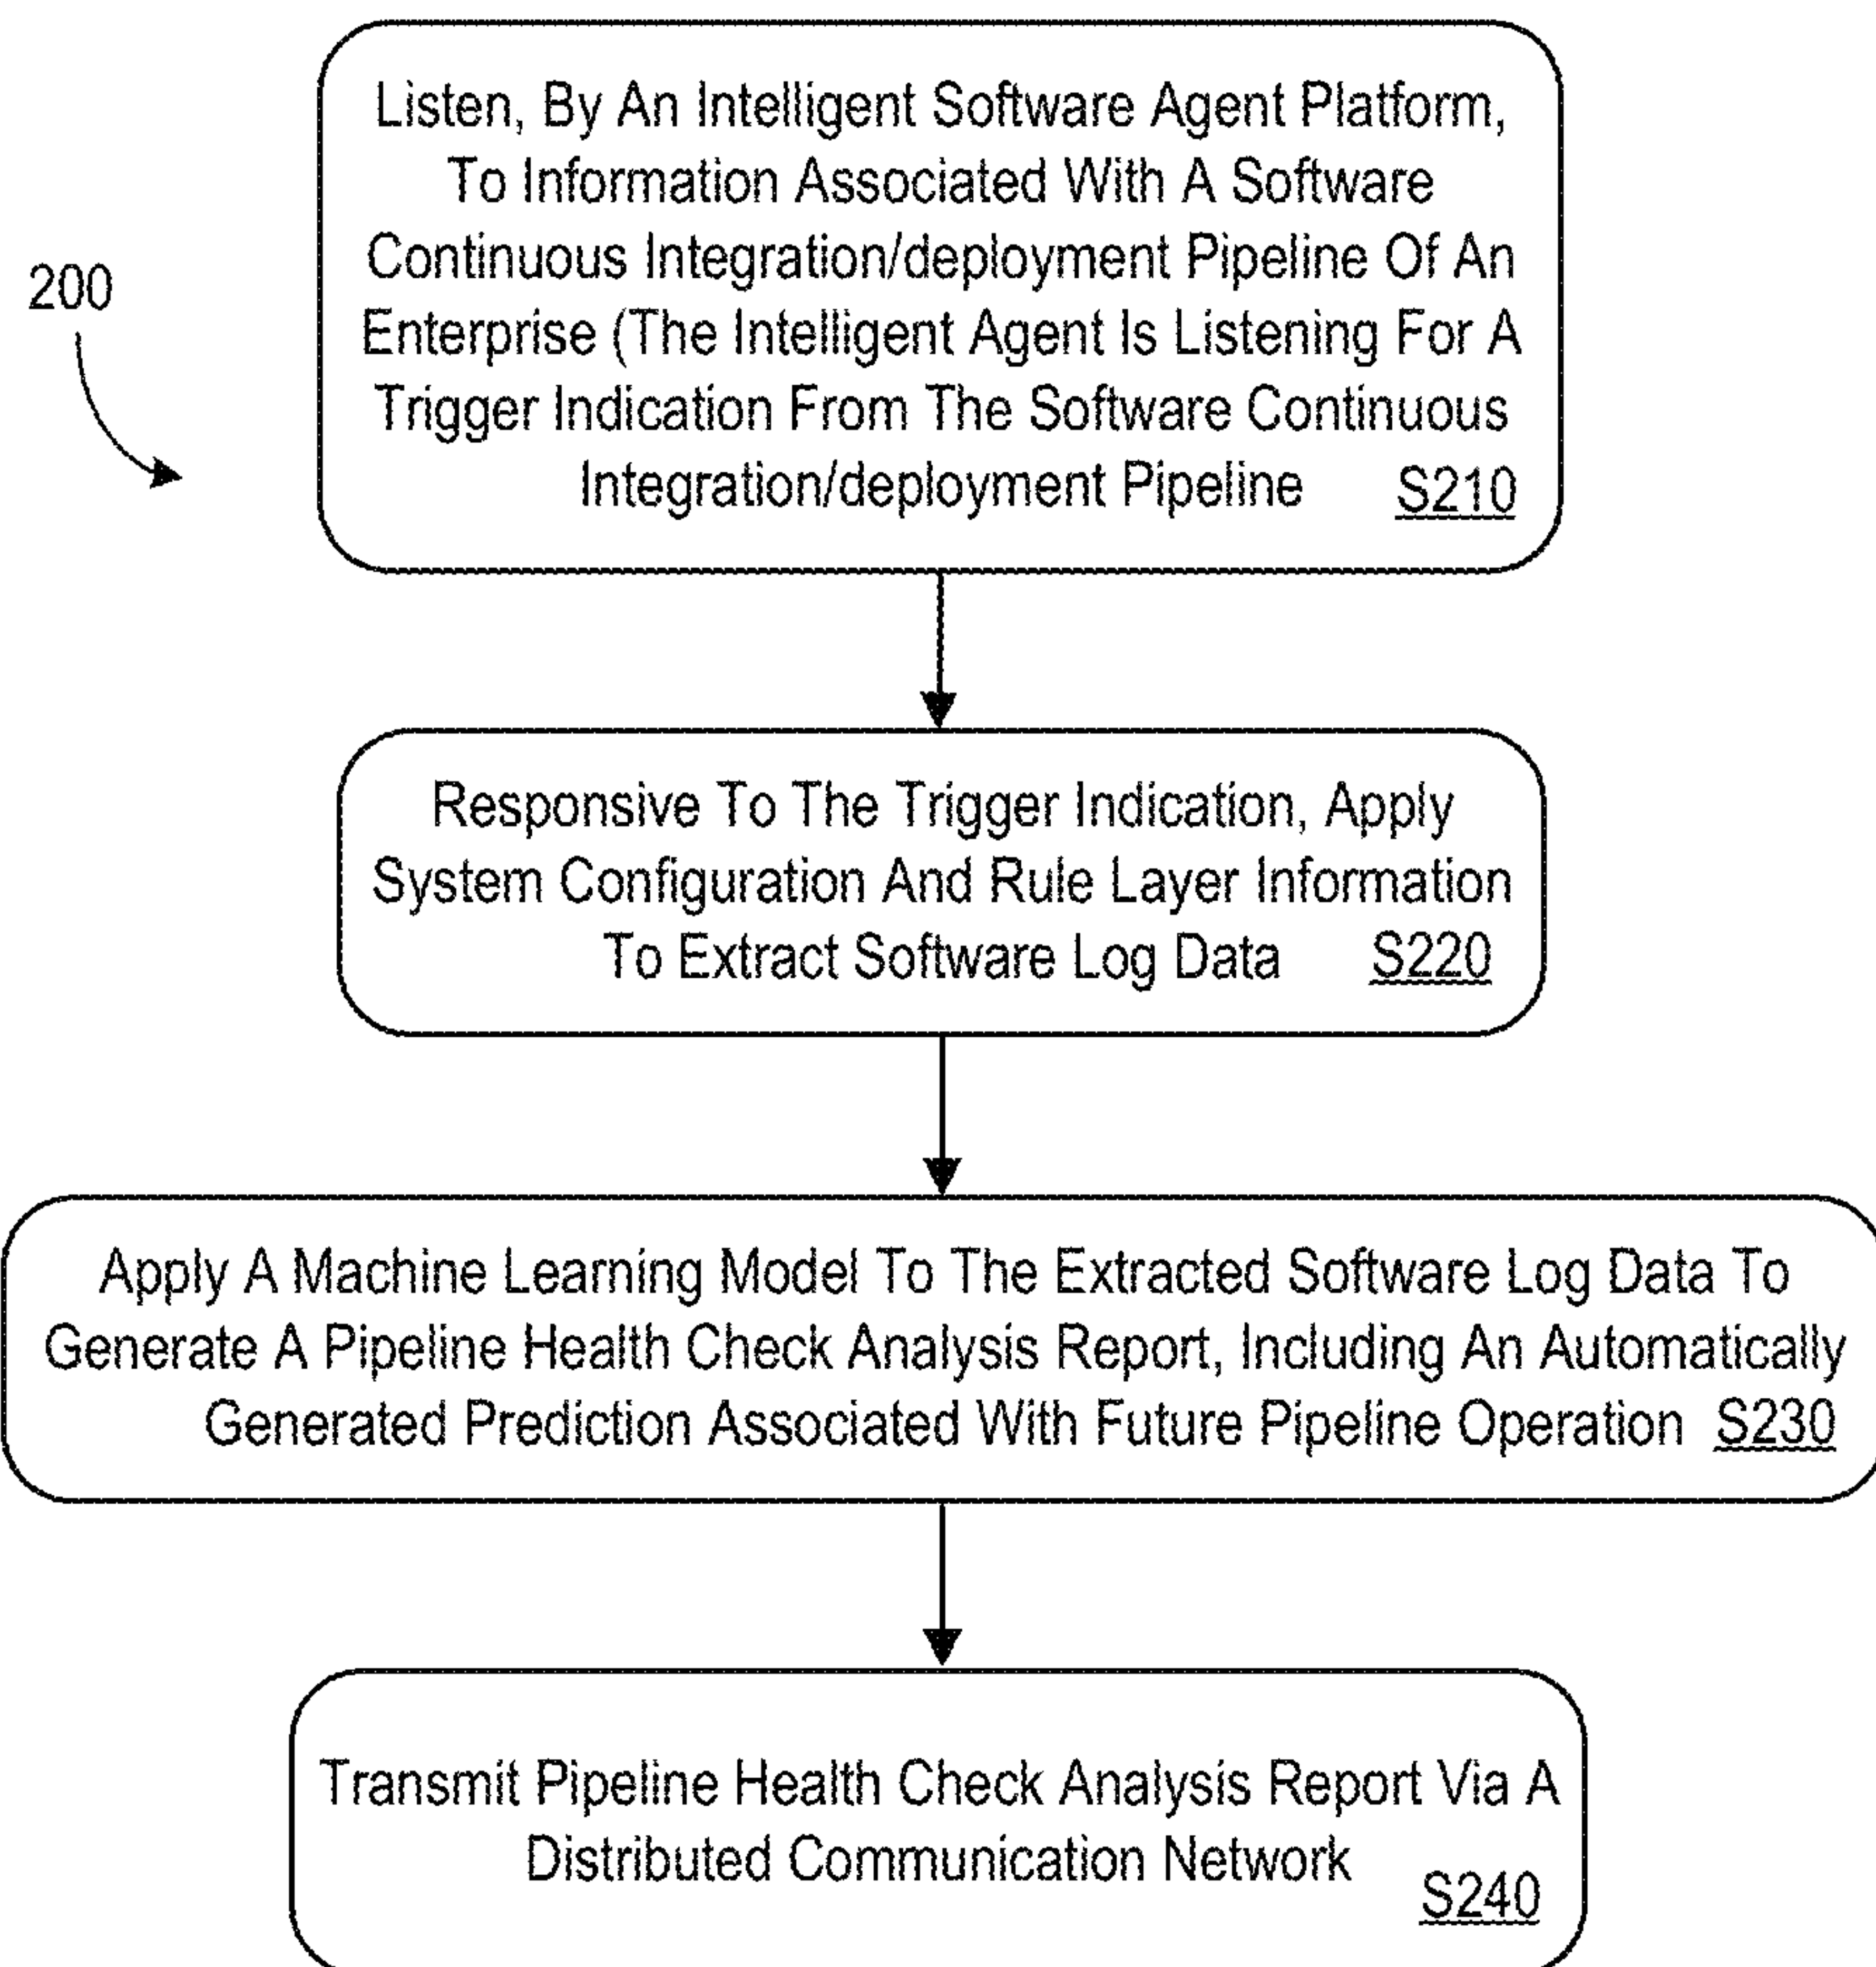 Listen, By An Intelligent Software Agent Platform,
To Information Associated With A Software
Continuous Integration/deployment Pipeline Of An
Enterprise (The Intelligent Agent Is Listening For A
Trigger Indication From The Software Continuous
Integration/deployment Pipeline S210
200
Responsive To The Trigger Indication, Apply
System Configuration And Rule Layer Information
To Extract Software Log Data S220
Apply A Machine Learning Model To The Extracted Software Log Data To
Generate A Pipeline Health Check Analysis Report, Including An Automatically
Generated Prediction Associated With Future Pipeline Operation S230
Transmit Pipeline Health Check Analysis Report Via A
Distributed Communication Network
S240